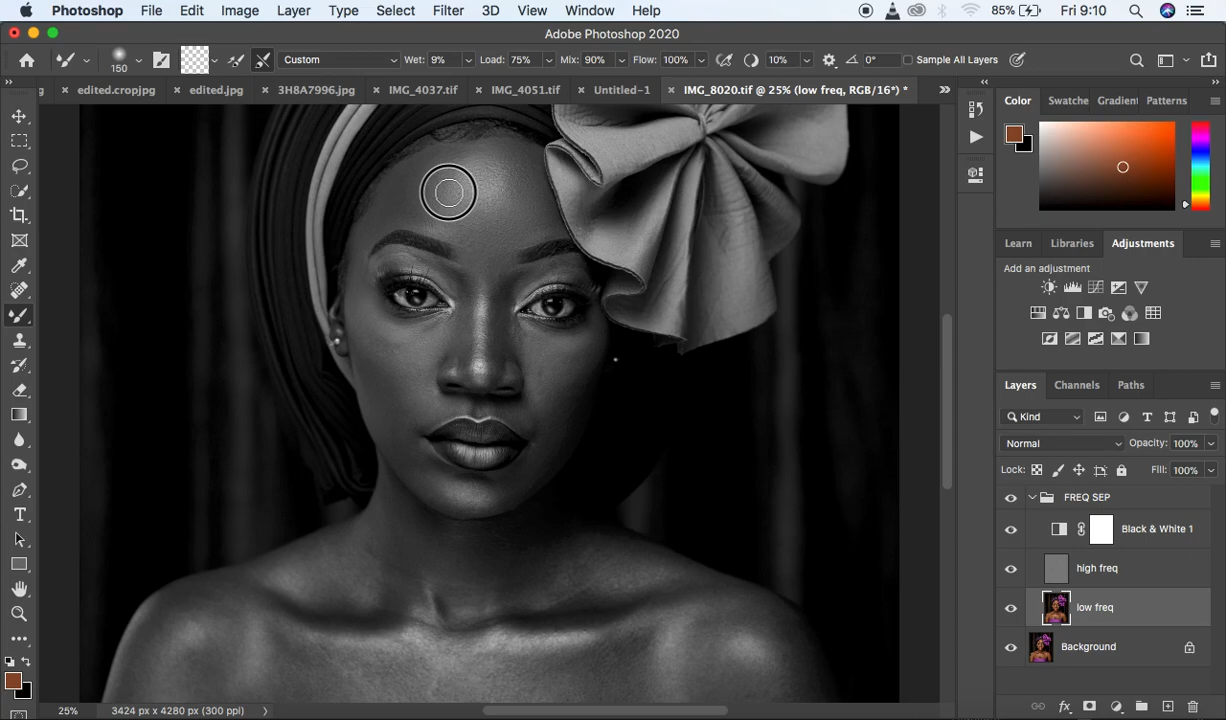 Photoshop File Edit Image Layer Type Select Filter 3D View Window Help 85% Fri 9:10
Adobe Photoshop 2020
150 Custom Wet: 9% Load: 75% Mix: 90% Flow: 100% 10% 0° Sample All Layers
g × edited.cropjpg × edited.jpg × 3H8A7996.jpg × IMG_4037.tif × IMG_4051.tif × Untitled-1 × IMG_8020.tif @ 25% (low freq, RGB/16*) *
Color Swatche Gradien Patterns
Learn Libraries Adjustments
Add an adjustment
Layers Channels Paths
Kind
Normal Opacity: 100%
Lock: Fill: 100%
FREQ SEP
Black & White 1
high freq
low freq
Background
25% 3424 px x 4280 px (300 ppi)